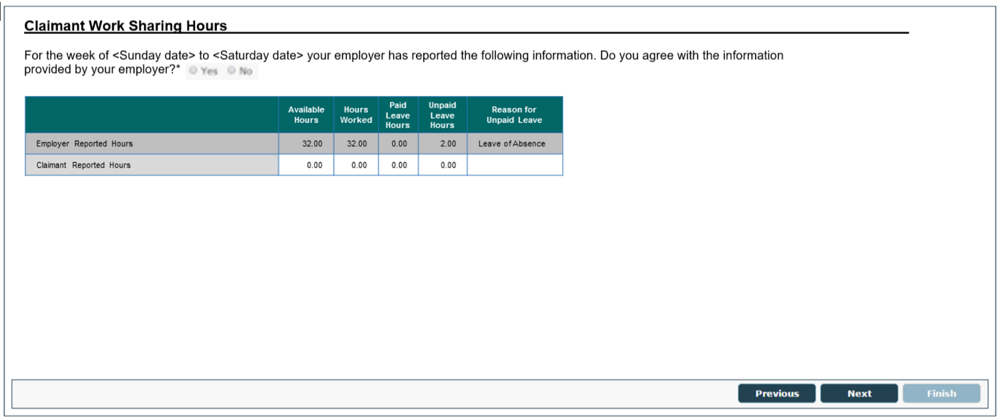 Claimant Work Sharing Hours
For the week of <Sunday date> to <Saturday date> your employer has reported the following information. Do you agree with the information
provided by your employer?* Yes No
Available Hours Hours Worked Paid Leave Hours Unpaid Leave Hours Reason for Unpaid Leave
Employer Reported Hours 32.00 32.00 0.00 2.00 Leave of Absence
Claimant Reported Hours 0.00 0.00 0.00 0.00
Previous Next Finish